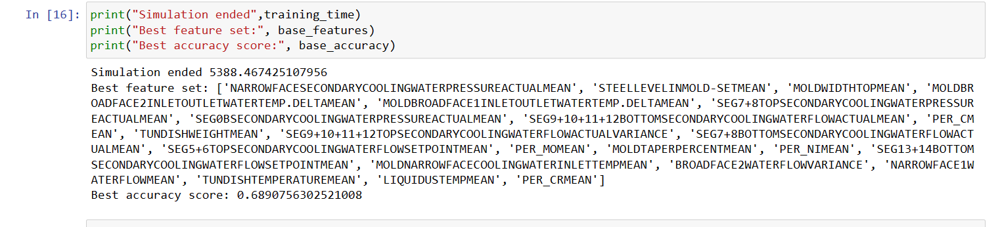 In [16]: print("Simulation ended",training_time)
print("Best feature set:", base_features)
print("Best accuracy score:", base_accuracy)
Simulation ended 5388.467425107956
Best feature set: ['NARROWFACESECONDARYCOOLINGWATERPRESSUREACTUALMEAN', 'STEELLEVELINMOLD-SETMEAN', 'MOLDWIDTHTOPMEAN', 'MOLDBR
OADFACE2INLETOUTLETWATERTEMP.DELTAMEAN', 'MOLDBROADFACE1INLETOUTLETWATERTEMP.DELTAMEAN', 'SEG7+8TOPSECONDARYCOOLINGWATERPRESSUR
EACTUALMEAN', 'SEG0BSECONDARYCOOLINGWATERPRESSUREACTUALMEAN', 'SEG9+10+11+12BOTTOMSECONDARYCOOLINGWATERFLOWACTUALMEAN', 'PER_CM
EAN', 'TUNDISHWEIGHTMEAN', 'SEG9+10+11+12TOPSECONDARYCOOLINGWATERFLOWACTUALVARIANCE', 'SEG7+8BOTTOMSECONDARYCOOLINGWATERFLOWACT
UALMEAN', 'SEG5+6TOPSECONDARYCOOLINGWATERFLOWSETPOINTMEAN', 'PER_MOMEAN', 'MOLDTAPERPERCENTMEAN', 'PER_NIMEAN', 'SEG13+14BOTTOM
SECONDARYCOOLINGWATERFLOWSETPOINTMEAN', 'MOLDNARROWFACECOOLINGWATERINLETTEMPMEAN', 'BROADFACE2WATERFLOWVARIANCE', 'NARROWFACE1W
ATERFLOWMEAN', 'TUNDISHTEMPERATUREMEAN', 'LIQUIDUSTEMPMEAN', 'PER_CRMEAN']
Best accuracy score: 0.6890756302521008